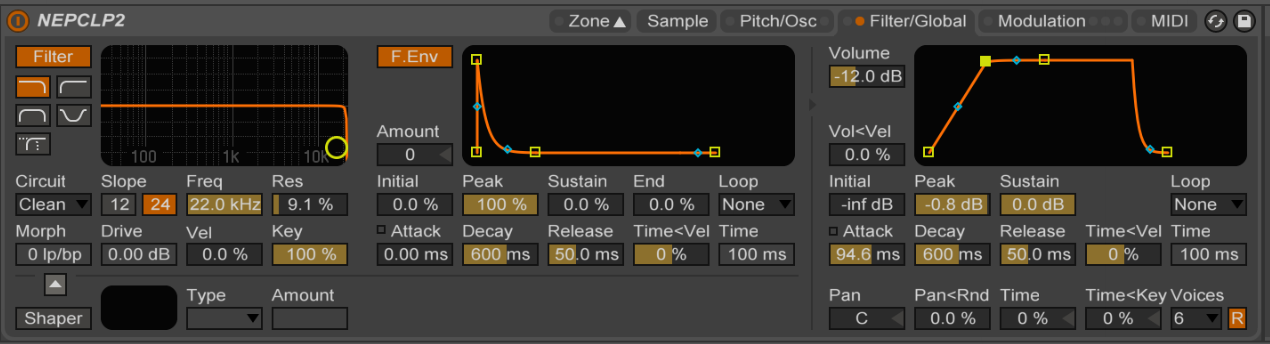 NEPCLP2 Zone Sample Pitch/Osc Filter/Global Modulation MIDI
Filter F.Env Volume
-12.0 dB
Amount Vol<Vel
100 1k 10k 0 0.0 %
Circuit Slope Freq Res Initial Peak Sustain End Loop Initial Peak Sustain Loop
Clean 12 24 22.0 kHz 9.1 % 0.0 % 100 % 0.0 % 0.0 % None -inf dB -0.8 dB 0.0 dB None
Morph Drive Vel Key Attack Decay Release Time<Vel Time Attack Decay Release Time<Vel Time
0 lp/bp 0.00 dB 0.0 % 100 % 0.00 ms 600 ms 50.0 ms 0 % 100 ms 94.6 ms 600 ms 50.0 ms 0 % 100 ms
Type Amount Pan Pan<Rnd Time Time<Key Voices
Shaper C 0.0 % 0 % 0 % 6 R